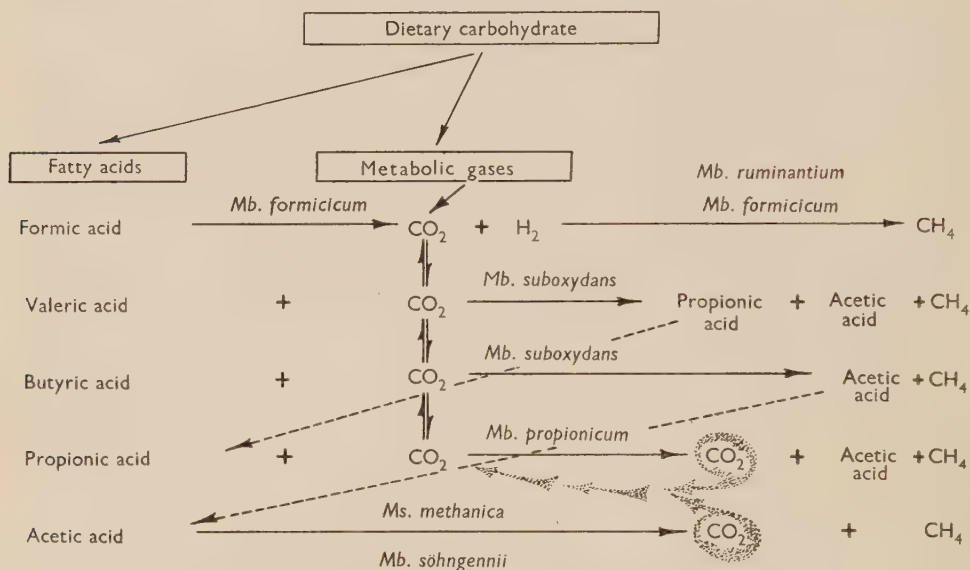 Dietary carbohydrate
Fatty acids
Metabolic gases
Mb. ruminantium
Mb. formicicum
Mb. formicicum
Formic acid
CO2 + H2
CH4
Mb. suboxydans
Valeric acid + CO2 Propionic acid + Acetic acid + CH4
Mb. suboxydans
Butyric acid + CO2 Acetic acid + CH4
Mb. propionicum
Propionic acid + CO2 CO2 + Acetic acid + CH4
Ms. methanica
Acetic acid CO2 + CH4
Mb. söhngennii